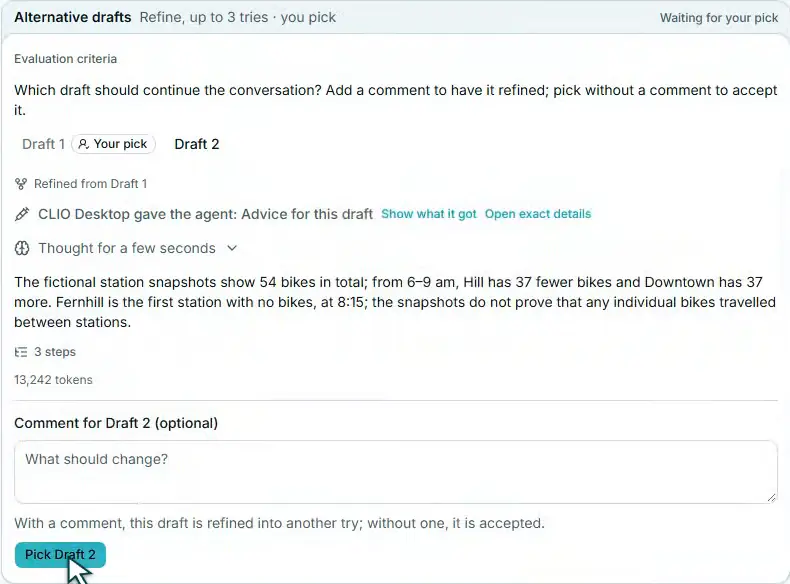 Alternative drafts Refine, up to 3 tries · you pick Waiting for your pick
Evaluation criteria
Which draft should continue the conversation? Add a comment to have it refined; pick without a comment to accept
it.
Draft 1 Your pick Draft 2
Refined from Draft 1
CLIO Desktop gave the agent: Advice for this draft Show what it got Open exact details
Thought for a few seconds
The fictional station snapshots show 54 bikes in total; from 6–9 am, Hill has 37 fewer bikes and Downtown has 37
more. Fernhill is the first station with no bikes, at 8:15; the snapshots do not prove that any individual bikes travelled
between stations.
3 steps
13,242 tokens
Comment for Draft 2 (optional)
What should change?
With a comment, this draft is refined into another try; without one, it is accepted.
Pick Draft 2